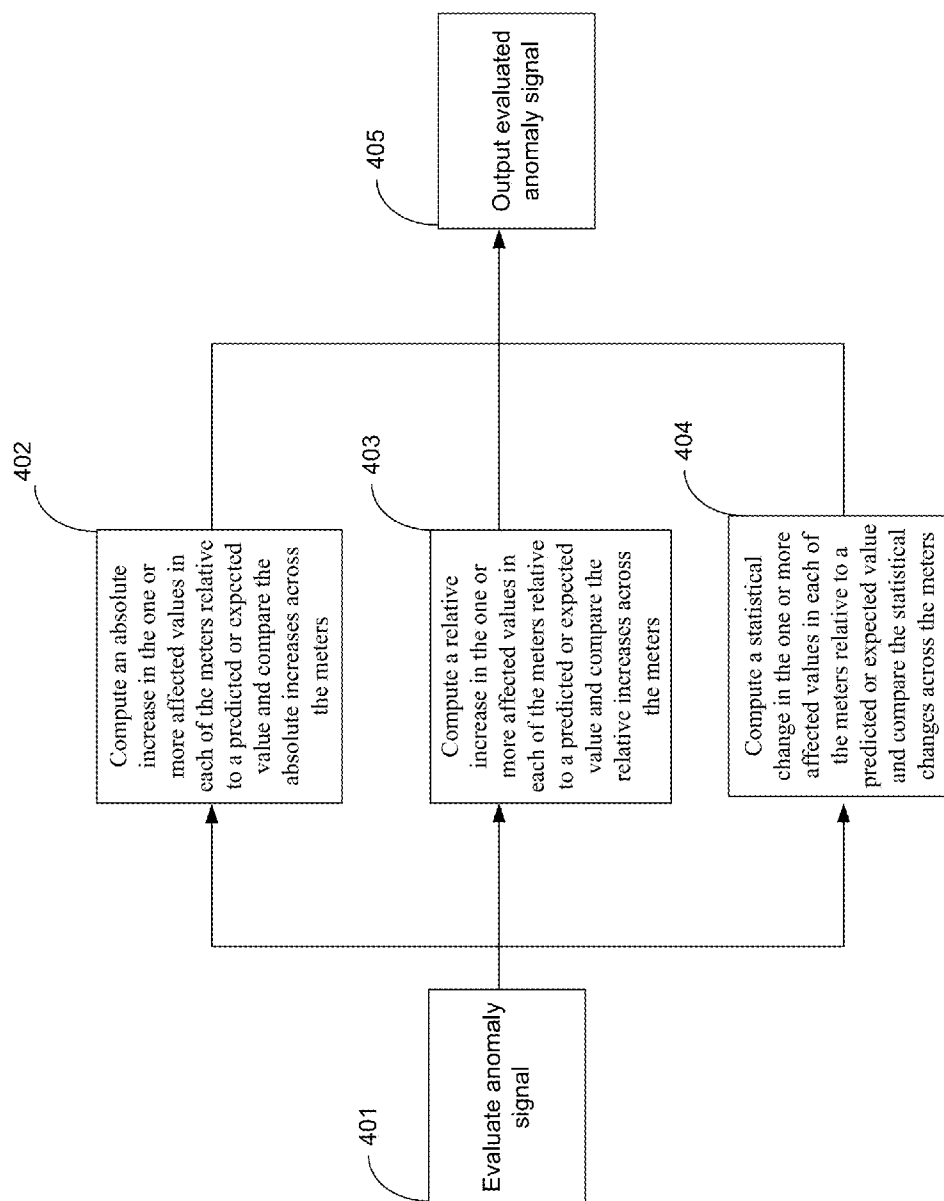 401
Evaluate anomaly
signal
402
Compute an absolute
increase in the one or
more affected values in
each of the meters relative
to a predicted or expected
value and compare the
absolute increases across
the meters
403
Compute a relative
increase in the one or
more affected values in
each of the meters relative
to a predicted or expected
value and compare the
relative increases across
the meters
404
Compute a statistical
change in the one or more
affected values in each of
the meters relative to a
predicted or expected value
and compare the statistical
changes across the meters
405
Output evaluated
anomaly signal